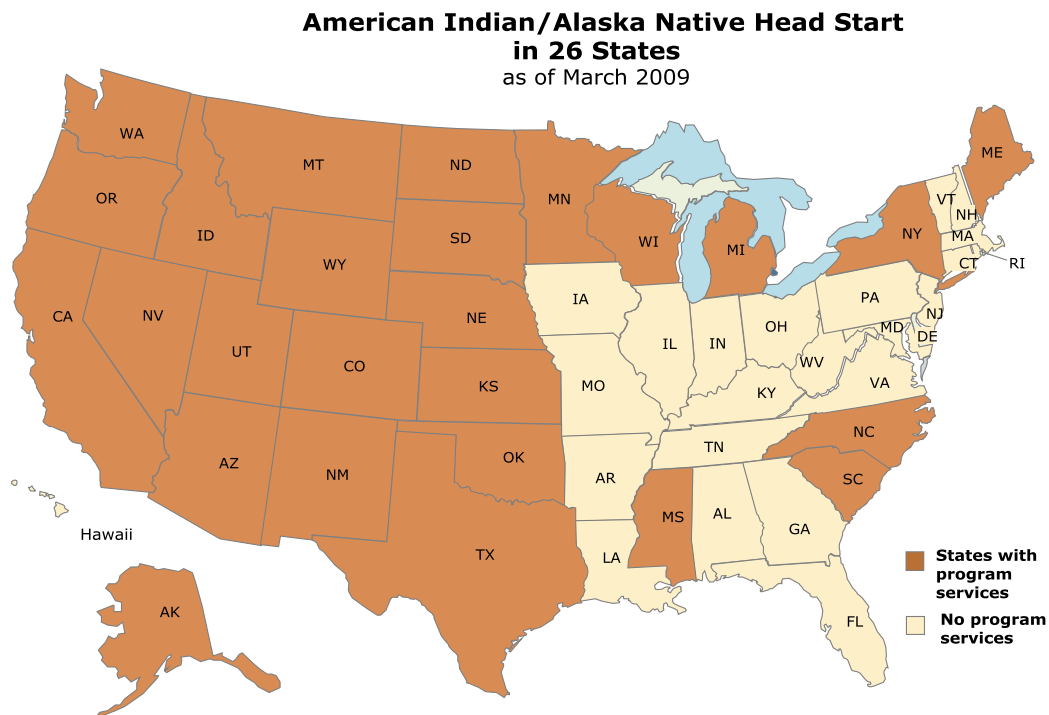 American Indian/Alaska Native Head Start
in 26 States
as of March 2009
WA
MT
ND
ME
OR
MN
VT
NH
ID
SD
WI
MI
NY
MA
WY
CT
RI
IA
PA
CA
NV
NE
NJ
OH
MD
DE
UT
CO
IL
IN
WV
KS
MO
KY
VA
NC
TN
AZ
NM
OK
AR
SC
MS
AL
GA
Hawaii
TX
LA
States with
program
services
AK
FL
No program
services